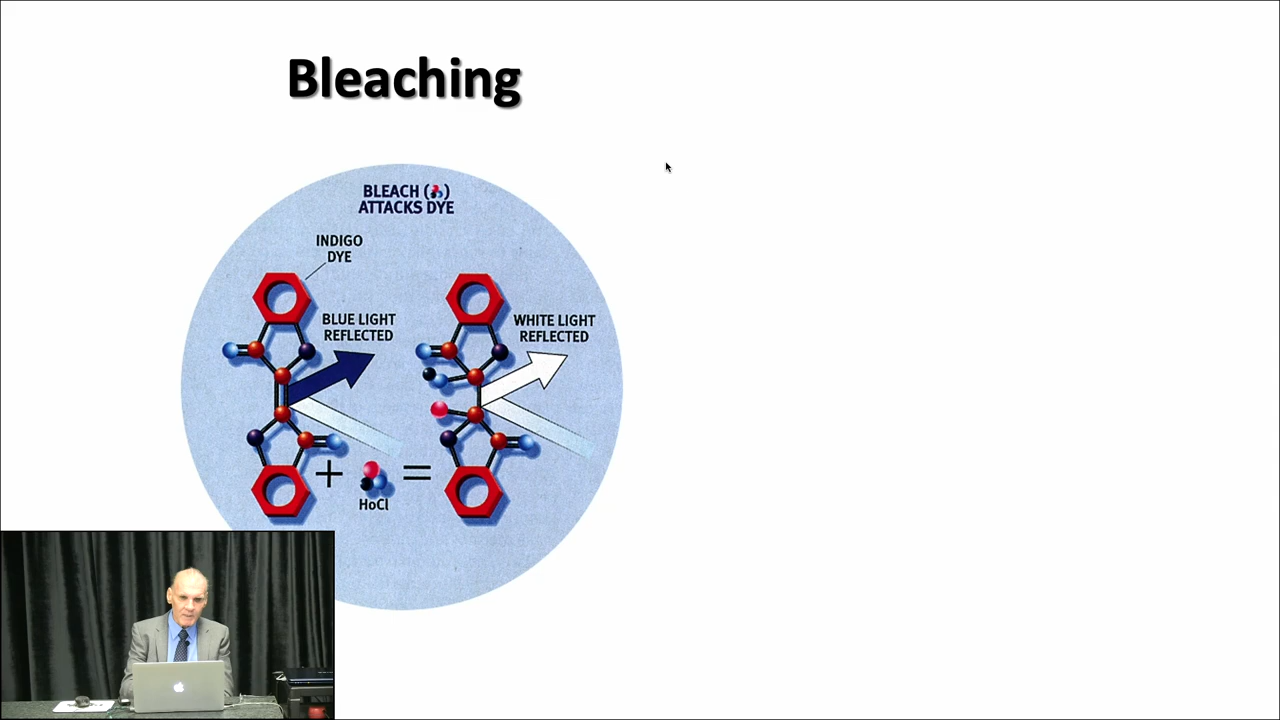 Bleaching
BLEACH ( )
ATTACKS DYE
INDIGO
DYE
BLUE LIGHT
REFLECTED
WHITE LIGHT
REFLECTED
+
=
HoCl